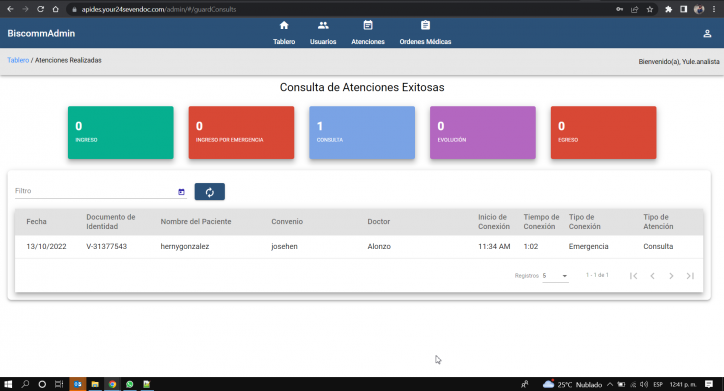 apides.your24sevendoc.com/admin/#/guardConsults
BiscommAdmin
Tablero
Usuarios
Atenciones
Ordenes Médicas
Tablero / Atenciones Realizadas
Bienvenido(a), Yule.analista
Consulta de Atenciones Exitosas
0
INGRESO
0
INGRESO POR EMERGENCIA
1
CONSULTA
0
EVOLUCIÓN
0
EGRESO
Filtro
Fecha
Documento de
Identidad
Nombre del Paciente
Convenio
Doctor
Inicio de
Conexión
Tiempo de
Conexión
Tipo de
Conexión
Tipo de
Atención
13/10/2022 V-31377543 hernygonzalez josehen Alonzo 11:34 AM 1:02 Emergencia Consulta
Registros 5 1 - 1 de 1
25°C Nublado ESP 12:41 p. m.